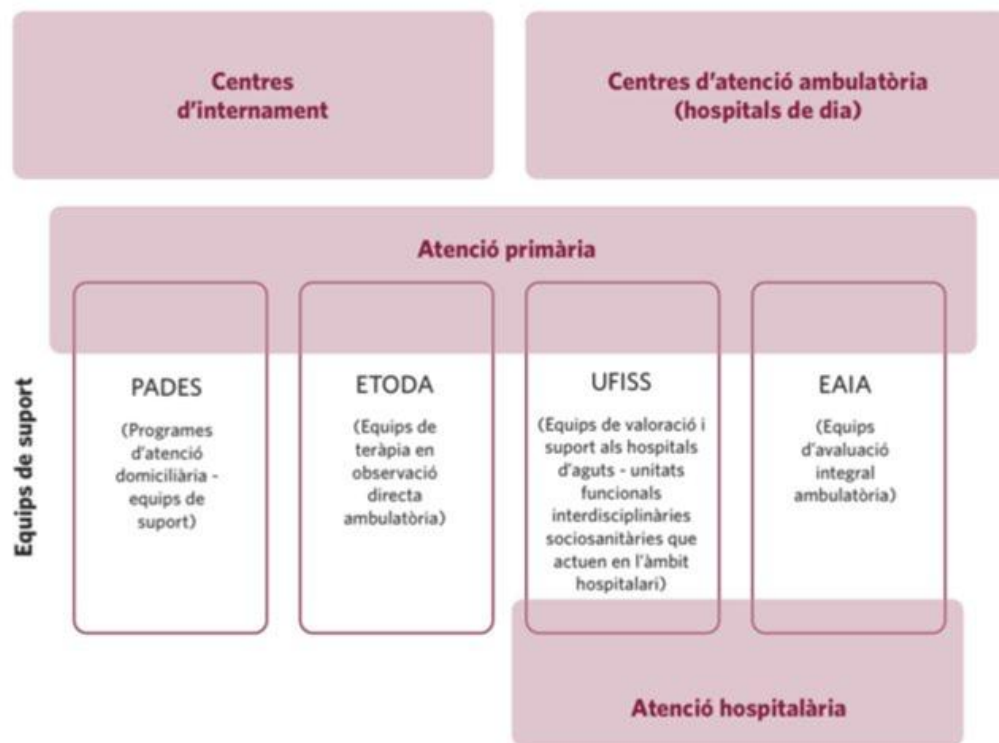 Centres
d'internament
Centres d'atenció ambulatòria
(hospitals de dia)
Atenció primària
Equips de suport
PADES
(Programes
d'atenció
domiciliària -
equips de
suport)
ETODA
(Equips de
teràpia en
observació
directa
ambulatòria)
UFISS
(Equips de valoració i
suport als hospitals
d'aguts - unitats
funcionals
interdisciplinàries
sociosanitàries que
actuen en l'àmbit
hospitalari)
EAIA
(Equips
d'avaluació
integral
ambulatòria)
Atenció hospitalària